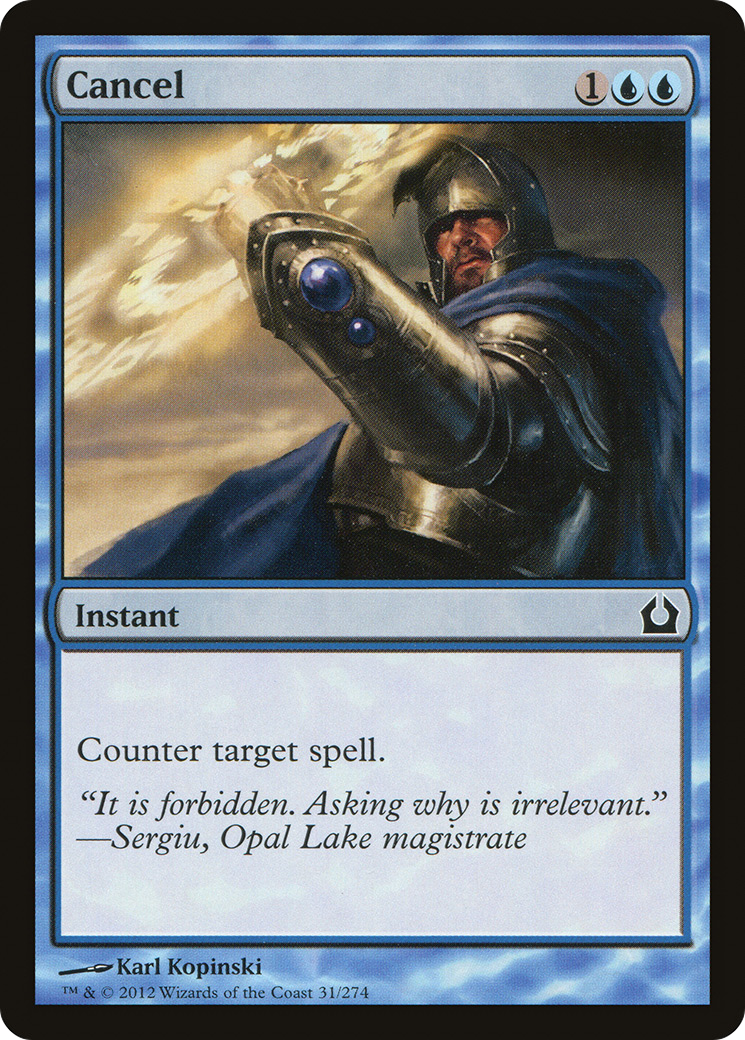 Cancel 1
Instant
Counter target spell.
“It is forbidden. Asking why is irrelevant.”
—Sergiu, Opal Lake magistrate
Karl Kopinski
™ & © 2012 Wizards of the Coast 31/274